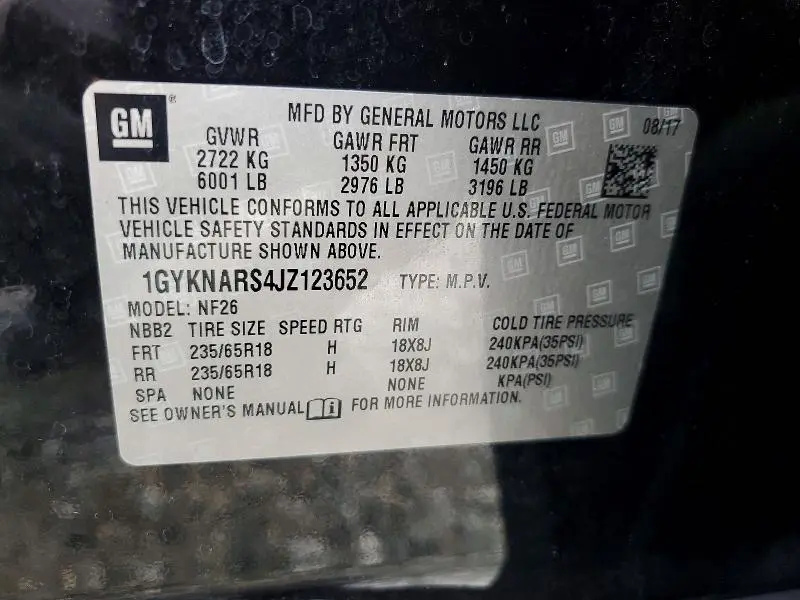 GM ® MFD BY GENERAL MOTORS LLC 08/17
GVWR GAWR FRT GAWR RR
2722 KG 1350 KG 1450 KG
6001 LB 2976 LB 3196 LB
THIS VEHICLE CONFORMS TO ALL APPLICABLE U.S. FEDERAL MOTOR
VEHICLE SAFETY STANDARDS IN EFFECT ON THE DATE OF
MANUFACTURE SHOWN ABOVE.
1GYKNARS4JZ123652 TYPE: M.P.V.
MODEL: NF26
NBB2 TIRE SIZE SPEED RTG RIM COLD TIRE PRESSURE
FRT 235/65R18 H 18X8J 240KPA(35PSI)
RR 235/65R18 H 18X8J 240KPA(35PSI)
SPA NONE NONE KPA(PSI)
SEE OWNER'S MANUAL i FOR MORE INFORMATION.